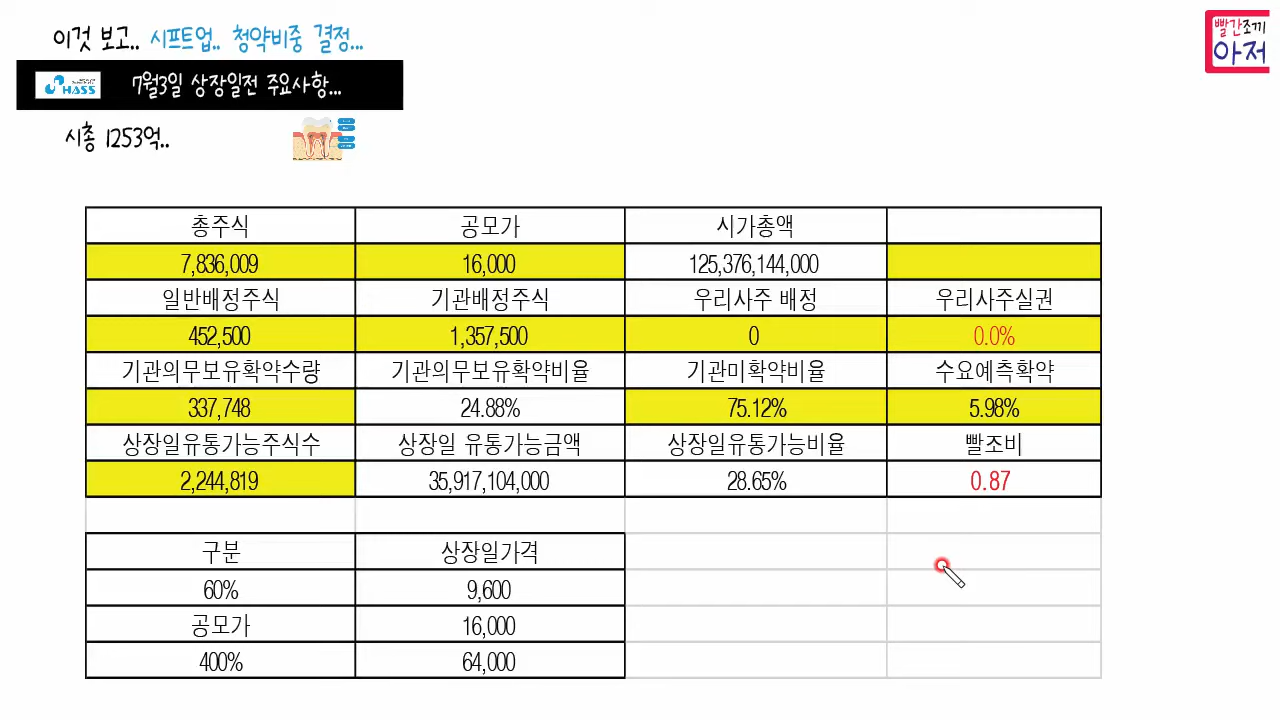 이것 보고.. 시프트업.. 청약비중 결정...
빨간조끼
아저
HASS 7월3일 상장일전 주요사항...
시총 1253억..
총주식 공모가 시가총액
7,836,009 16,000 125,376,144,000
일반배정주식 기관배정주식 우리사주 배정 우리사주실권
452,500 1,357,500 0 0.0%
기관의무보유확약수량 기관의무보유확약비율 기관미확약비율 수요예측확약
337,748 24.88% 75.12% 5.98%
상장일유통가능주식수 상장일 유통가능금액 상장일유통가능비율 빨조비
2,244,819 35,917,104,000 28.65% 0.87
구분 상장일가격
60% 9,600
공모가 16,000
400% 64,000